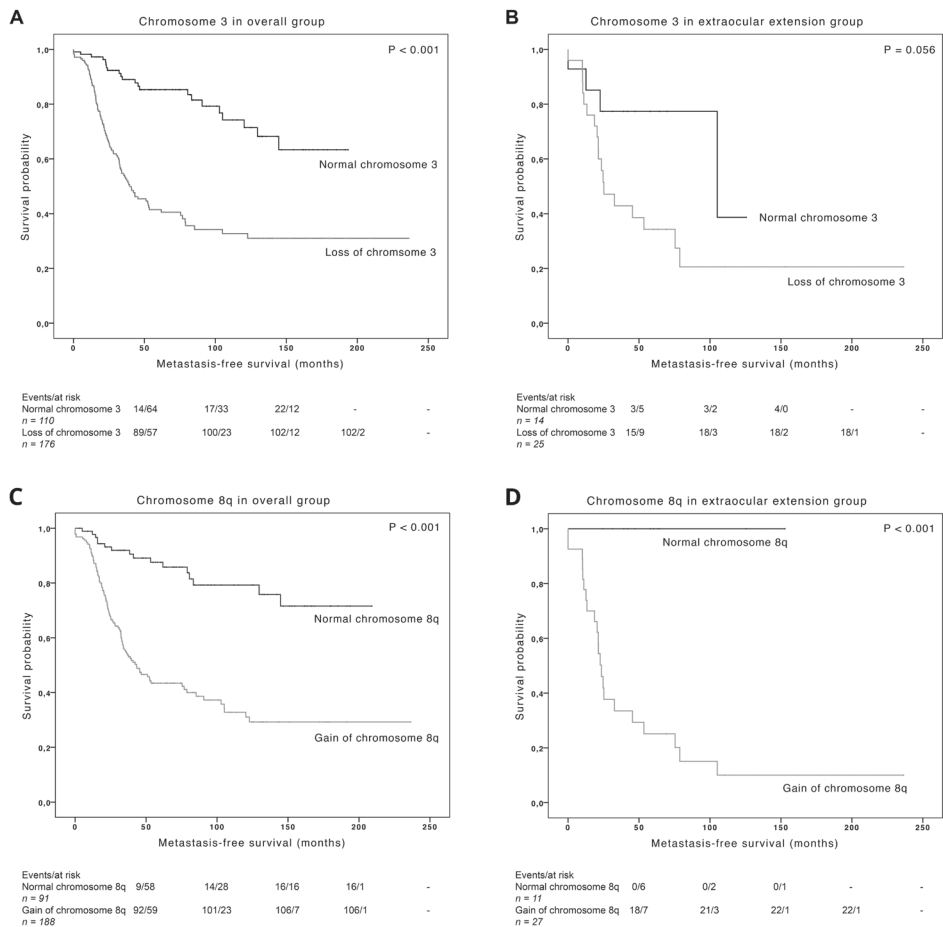 A
Chromosome 3 in overall group
P < 0.001
1,0
0,8
0,6
0,4
0,2
0,0
Survival probability
Normal chromosome 3
Loss of chromsome 3
0 50 100 150 200 250
Metastasis-free survival (months)
Events/at risk
Normal chromosome 3 14/64 17/33 22/12 - -
n = 110
Loss of chromosome 3 89/57 100/23 102/12 102/2 -
n = 176
B
Chromosome 3 in extraocular extension group
P = 0.056
1,0
0,8
0,6
0,4
0,2
0,0
Survival probability
Normal chromosome 3
Loss of chromosome 3
0 50 100 150 200 250
Metastasis-free survival (months)
Events/at risk
Normal chromosome 3 3/5 3/2 4/0 - -
n = 14
Loss of chromosome 3 15/9 18/3 18/2 18/1 -
n = 25
C
Chromosome 8q in overall group
P < 0.001
1,0
0,8
0,6
0,4
0,2
0,0
Survival probability
Normal chromosome 8q
Gain of chromosome 8q
0 50 100 150 200 250
Metastasis-free survival (months)
Events/at risk
Normal chromosome 8q 9/58 14/28 16/16 16/1 -
n = 91
Gain of chromosome 8q 92/59 101/23 106/7 106/1 -
n = 188
D
Chromosome 8q in extraocular extension group
P < 0.001
1,0
0,8
0,6
0,4
0,2
0,0
Survival probability
Normal chromosome 8q
Gain of chromosome 8q
0 50 100 150 200 250
Metastasis-free survival (months)
Events/at risk
Normal chromosome 8q 0/6 0/2 0/1 - -
n = 11
Gain of chromosome 8q 18/7 21/3 22/1 22/1 -
n = 27